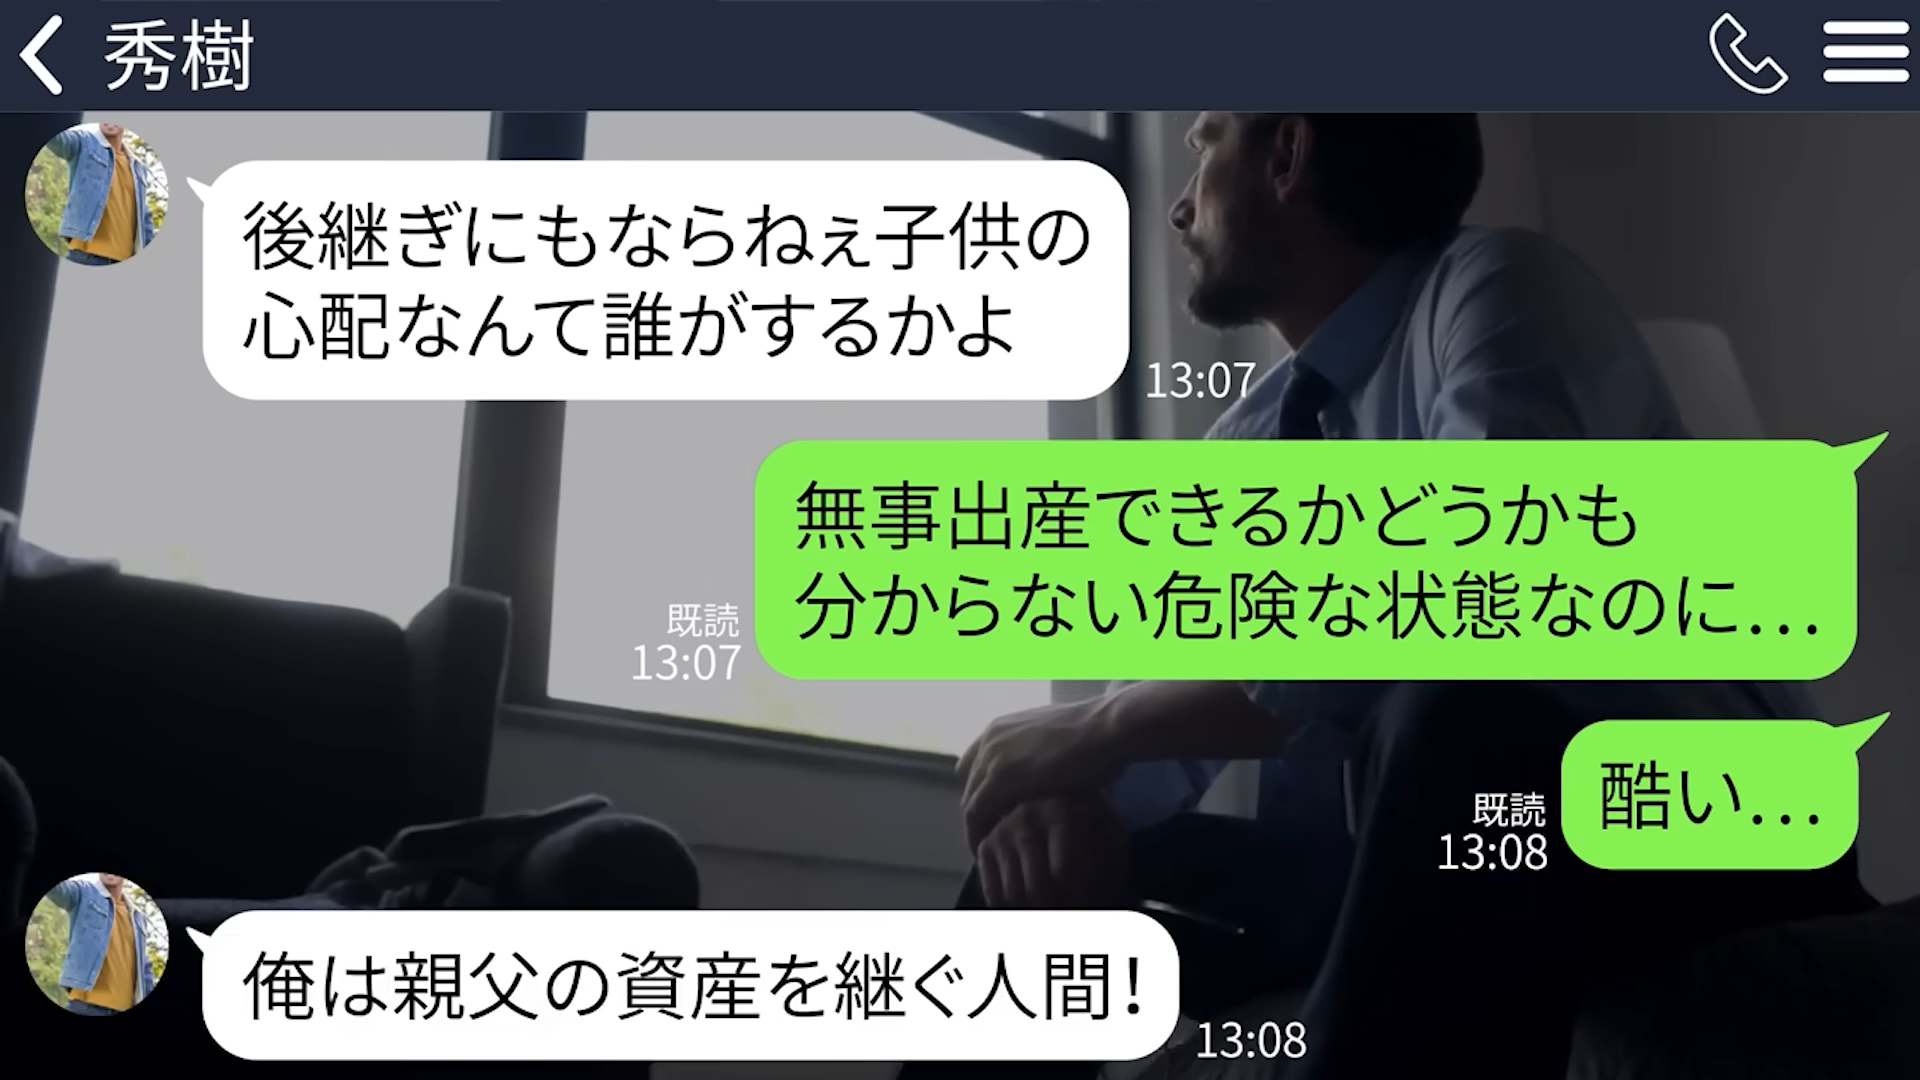 秀樹
後継ぎにもならねぇ子供の
心配なんて誰がするかよ
13:07
無事出産できるかどうかも
分からない危険な状態なのに...
既読
13:07
酷い...
既読
13:08
俺は親父の資産を継ぐ人間！
13:08